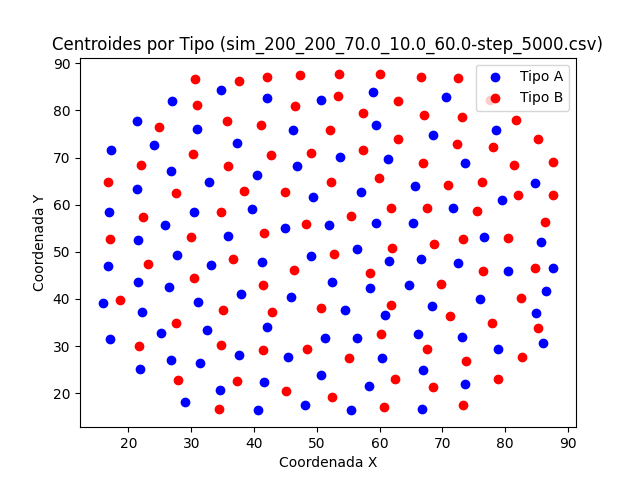 Centroides por Tipo (sim_200_200_70.0_10.0_60.0-step_5000.csv)
Tipo A
Tipo B
90
80
70
60
50
40
30
20
Coordenada Y
20 30 40 50 60 70 80 90
Coordenada X